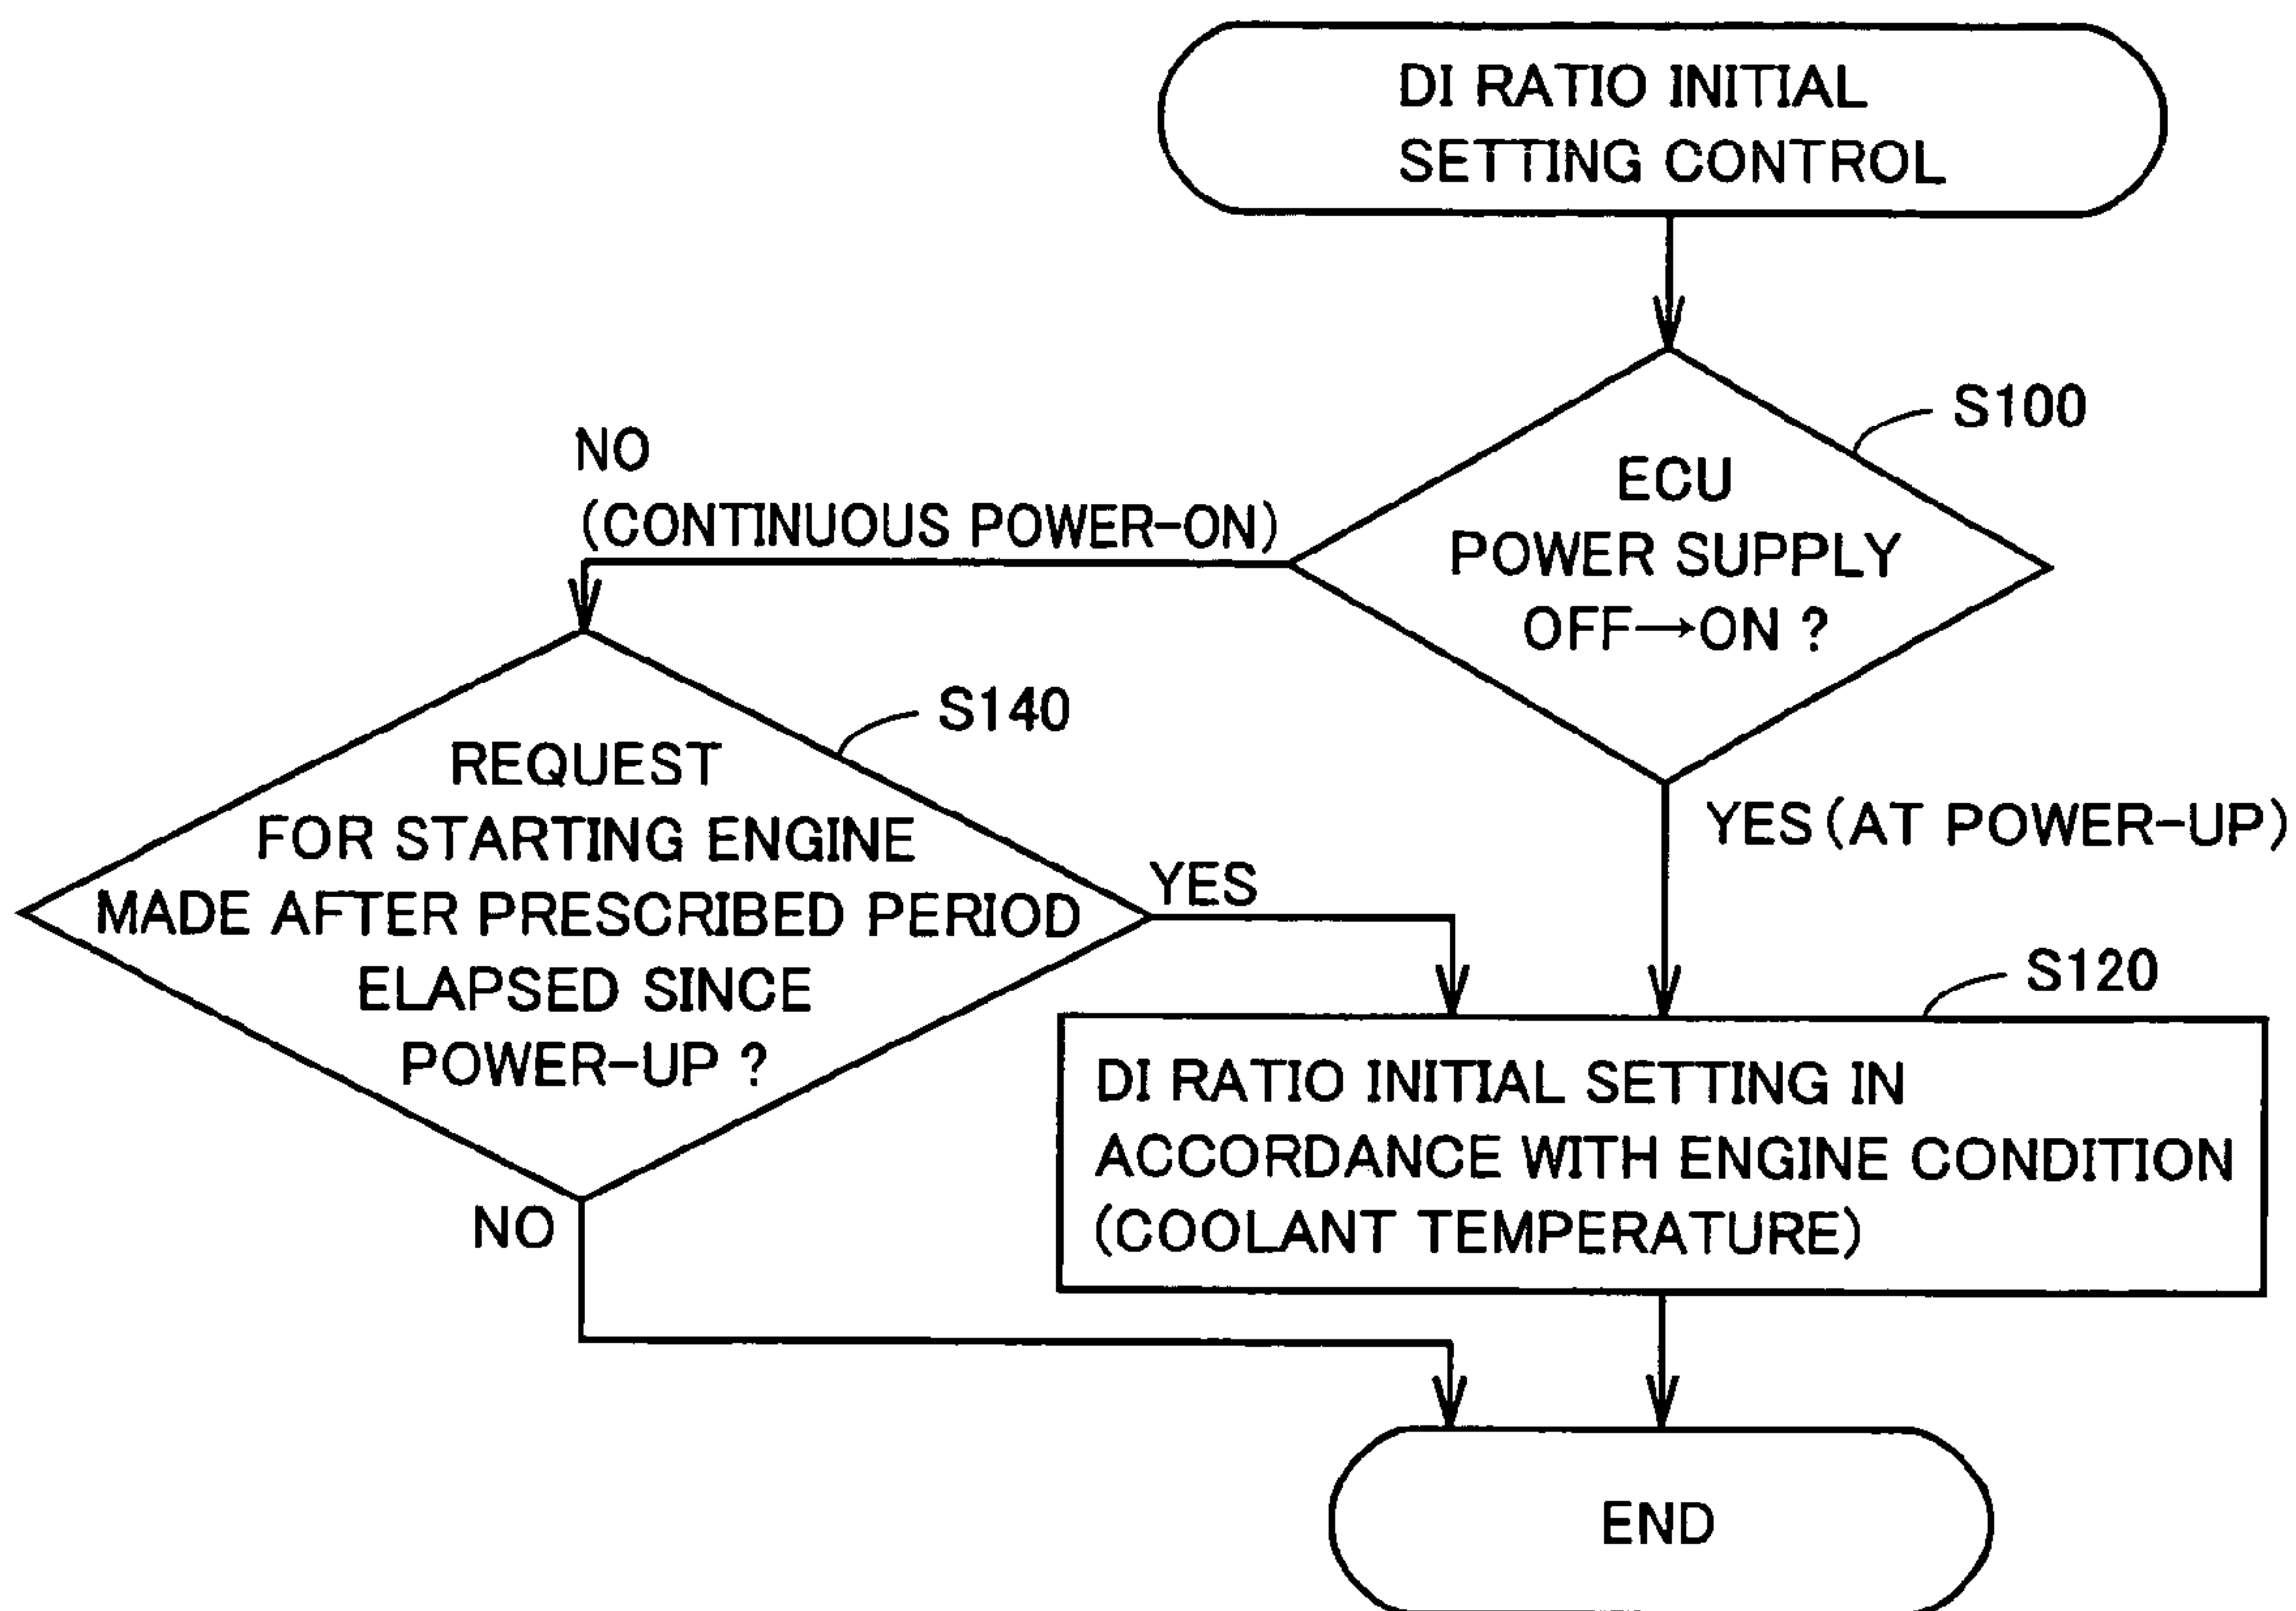 DI RATIO INITIAL
SETTING CONTROL
S100
ECU
POWER SUPPLY
OFF→ON ?
NO
(CONTINUOUS POWER-ON)
YES (AT POWER-UP)
S140
REQUEST
FOR STARTING ENGINE
MADE AFTER PRESCRIBED PERIOD
ELAPSED SINCE
POWER-UP ?
YES
NO
S120
DI RATIO INITIAL SETTING IN
ACCORDANCE WITH ENGINE CONDITION
(COOLANT TEMPERATURE)
END